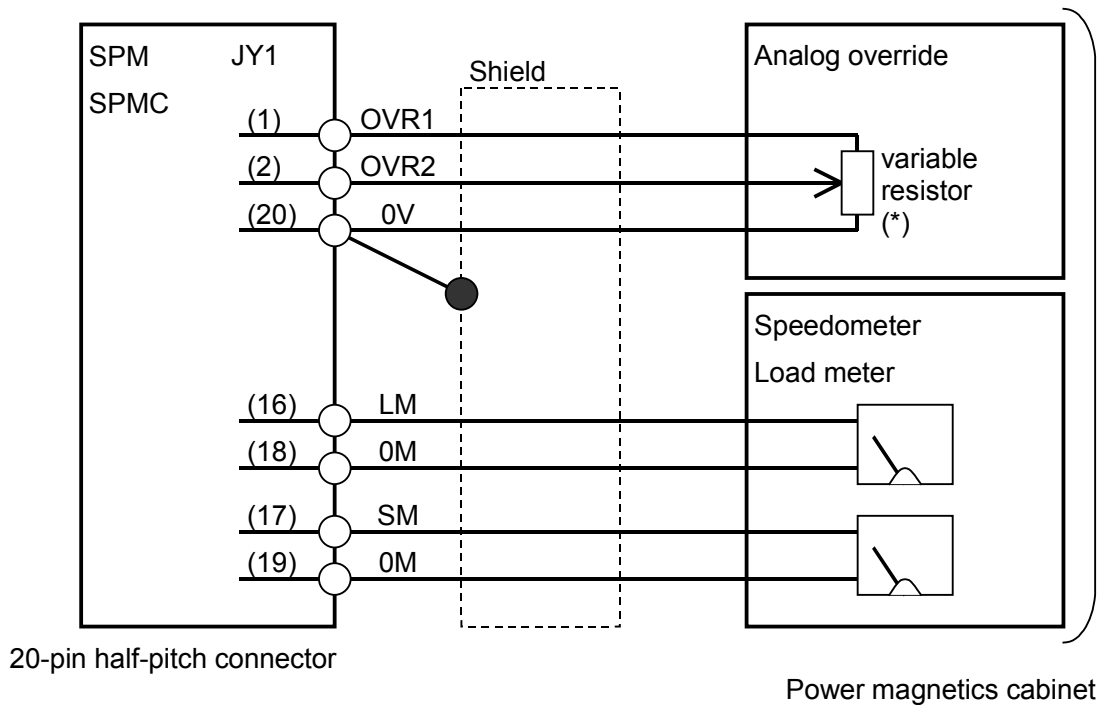 SPM JY1
SPMC
Shield
Analog override
(1) OVR1
(2) OVR2
(20) 0V
variable
resistor
(*)
Speedometer
Load meter
(16) LM
(18) 0M
(17) SM
(19) 0M
20-pin half-pitch connector
Power magnetics cabinet